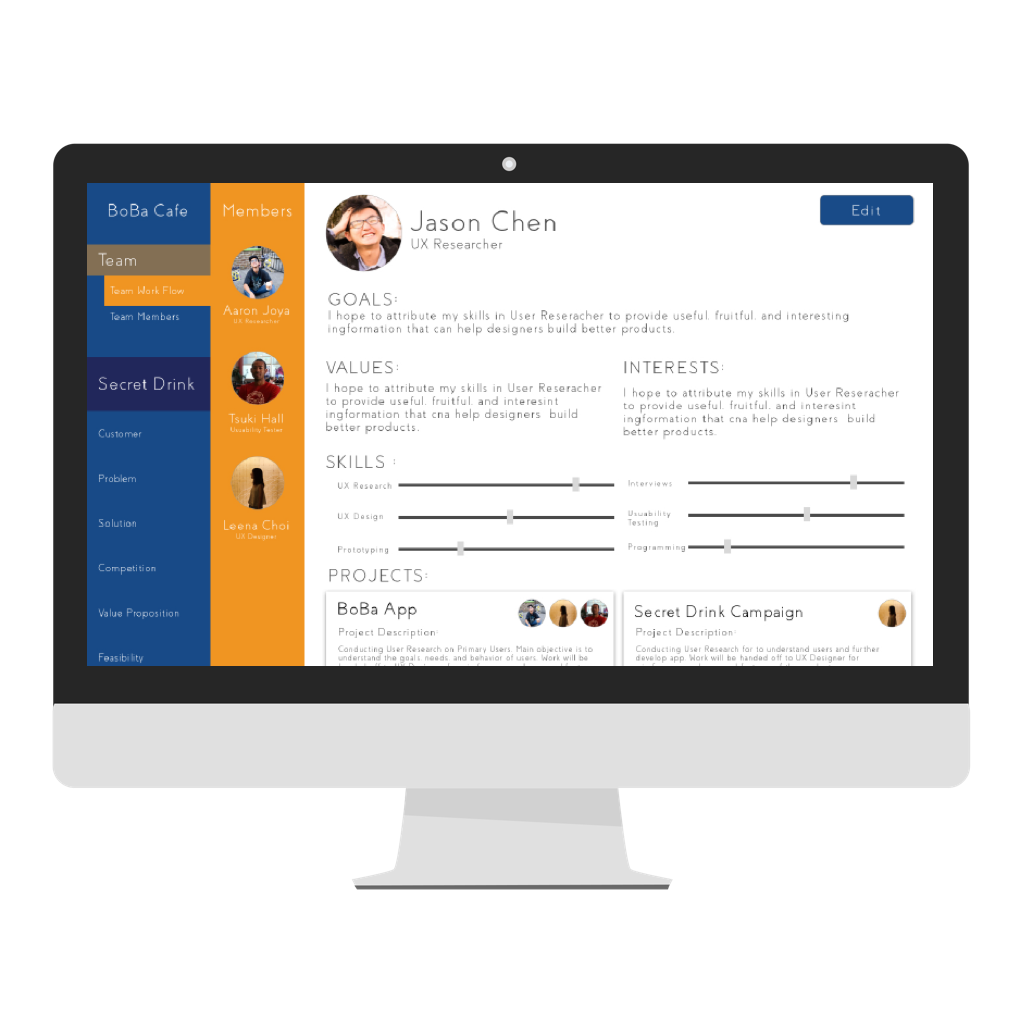 BoBa Cafe
Team
Team Work Flow
Team Members
Secret Drink
Customer
Problem
Solution
Competition
Value Proposition
Feasibility
Members
Aaron Joya
UX Researcher
Tsuki Hall
Usuability Tester
Leena Choi
UX Designer
Jason Chen
UX Researcher
Edit
GOALS:
I hope to attribute my skills in User Reseracher to provide useful, fruitful, and interesting
ingformation that can help designers build better products.
VALUES:
I hope to attribute my skills in User Reseracher
to provide useful, fruitful, and interesint
ingformation that cna help designers build
better products.
INTERESTS:
I hope to attribute my skills in User Reseracher
to provide useful, fruitful, and interesint
ingformation that cna help designers build
better products.
SKILLS :
UX Research
UX Design
Prototyping
Interviews
Usuability
Testing
Programming
PROJECTS:
BoBa App
Project Description:
Conducting User Research on Primary Users. Main objective is to
understand the goals, needs, and behavior of users. Work will be
Secret Drink Campaign
Project Description:
Conducting User Research for to understand users and further
develop app. Work will be handed off to UX Designer for